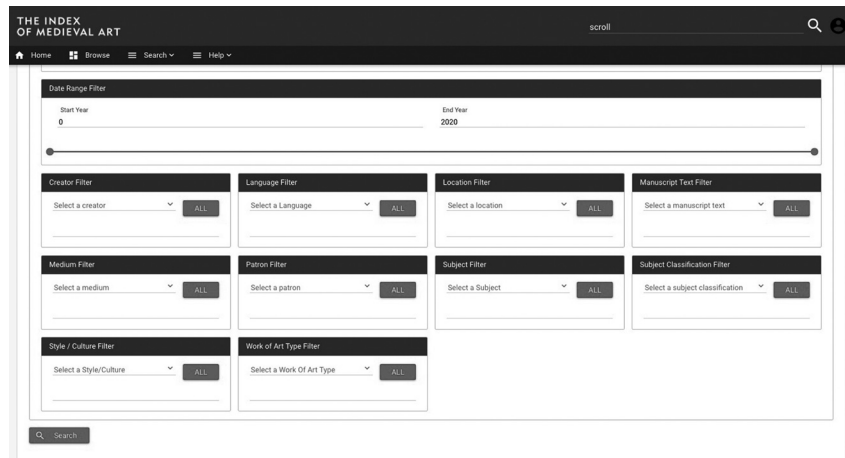 THE INDEX
OF MEDIEVAL ART
scroll
Home Browse Search Help
Date Range Filter
Start Year End Year
0 2020
Creator Filter Language Filter Location Filter Manuscript Text Filter
Select a creator ALL Select a Language ALL Select a location ALL Select a manuscript text ALL
Medium Filter Patron Filter Subject Filter Subject Classification Filter
Select a medium ALL Select a patron ALL Select a Subject ALL Select a subject classification ALL
Style / Culture Filter Work of Art Type Filter
Select a Style/Culture ALL Select a Work Of Art Type ALL
Search